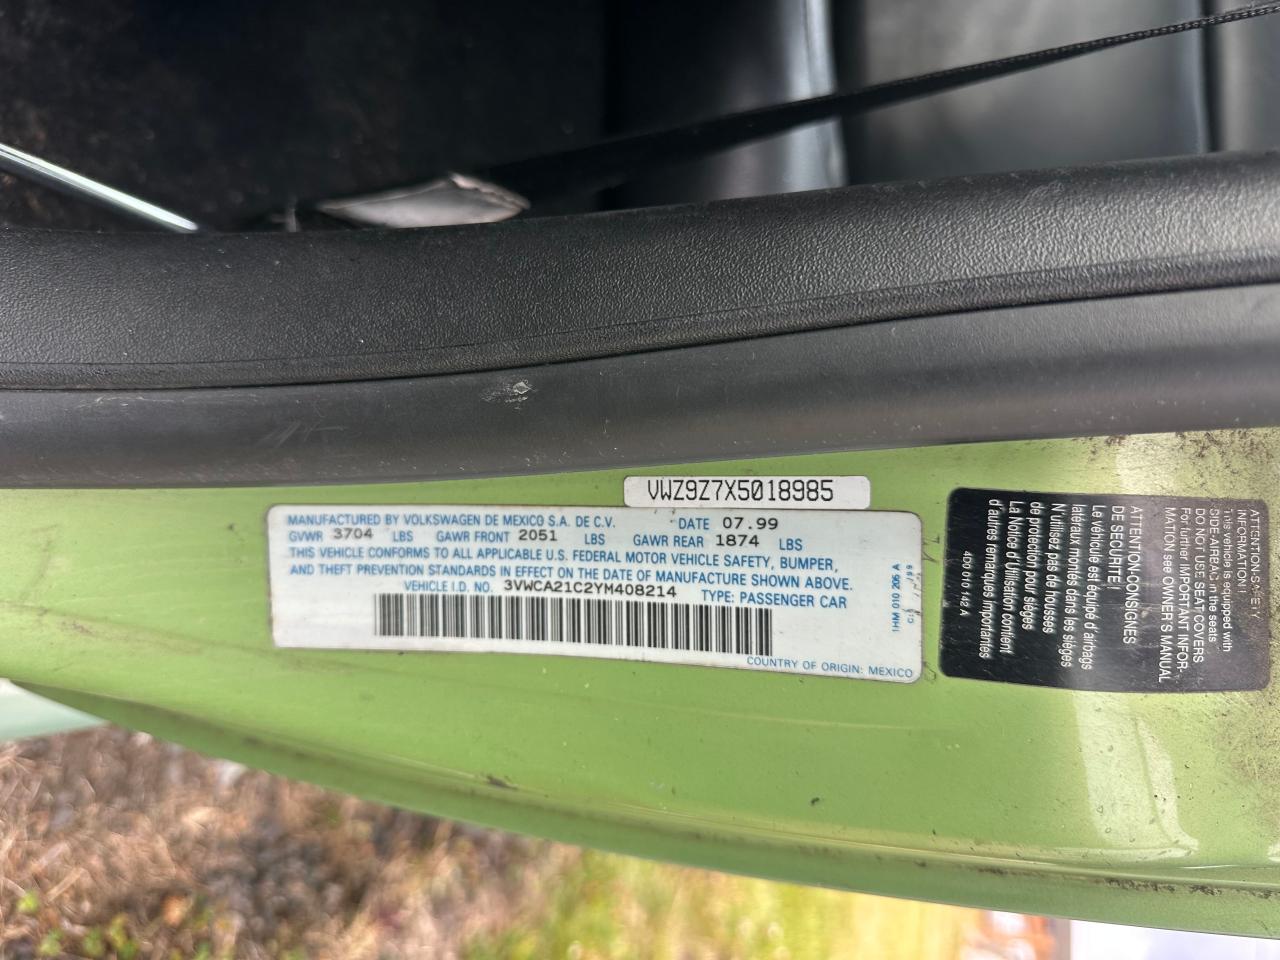 VWZ9Z7X5018985
MANUFACTURED BY VOLKSWAGEN DE MEXICO S.A. DE C.V. DATE 07.99
GVWR 3704 LBS GAWR FRONT 2051 LBS GAWR REAR 1874 LBS
THIS VEHICLE CONFORMS TO ALL APPLICABLE U.S. FEDERAL MOTOR VEHICLE SAFETY, BUMPER,
AND THEFT PREVENTION STANDARDS IN EFFECT ON THE DATE OF MANUFACTURE SHOWN ABOVE.
VEHICLE I.D. NO. 3VWCA21C2YM408214 TYPE: PASSENGER CAR
COUNTRY OF ORIGIN: MEXICO
1HM 010 206 A
ATTENTION-SAFETY
INFORMATION!
This vehicle is equipped with
SIDE-AIRBAG in the seats
DO NOT USE SEAT COVERS
For further IMPORTANT INFOR-
MATION see OWNER'S MANUAL
ATTENTION-CONSIGNES
DE SECURITE!
Le véhicule est équipé d'airbags
latéraux montés dans les sièges
N'utilisez pas de housses
de protection pour sièges
La Notice d'Utilisation contient
d'autres remarques importantes
4D0 010 142 A